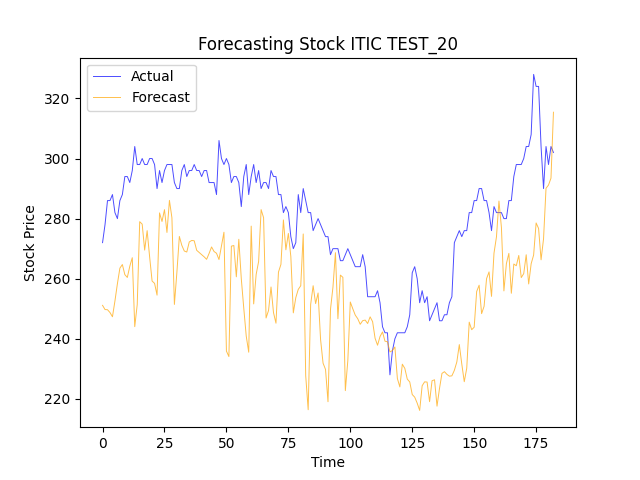 Forecasting Stock ITIC TEST_20
Actual
Forecast
Stock Price
320
300
280
260
240
220
0 25 50 75 100 125 150 175
Time